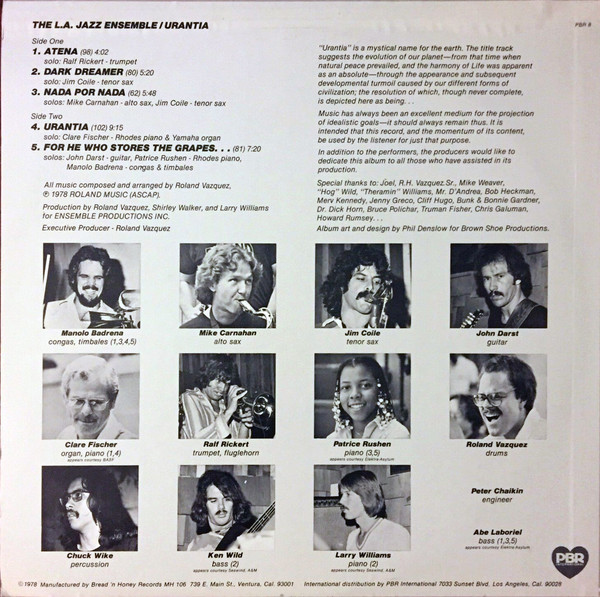 THE L.A. JAZZ ENSEMBLE / URANTIA
PBR 8
Side One
1. ATENA (98) 4:02
solo: Ralf Rickert - trumpet
2. DARK DREAMER (80) 5:20
solo: Jim Coile - tenor sax
3. NADA POR NADA (62) 5:48
solos: Mike Carnahan - alto sax, Jim Coile - tenor sax
Side Two
4. URANTIA (102) 9:15
solo: Clare Fischer - Rhodes piano & Yamaha organ
5. FOR HE WHO STORES THE GRAPES. . . (81) 7:20
solos: John Darst - guitar, Patrice Rushen - Rhodes piano,
Manolo Badrena - congas & timbales
All music composed and arranged by Roland Vazquez,
℗ 1978 ROLAND MUSIC (ASCAP).
Production by Roland Vazquez, Shirley Walker, and Larry Williams
for ENSEMBLE PRODUCTIONS INC.
Executive Producer - Roland Vazquez
"Urantia" is a mystical name for the earth. The title track
suggests the evolution of our planet—from that time when
natural peace prevailed, and the harmony of Life was apparent
as an absolute—through the appearance and subsequent
developmental turmoil caused by our different forms of
civilization; the resolution of which, though never complete,
is depicted here as being. . .
Music has always been an excellent medium for the projection
of idealistic goals—it should always remain thus. It is
intended that this record, and the momentum of its content,
be used by the listener for just that purpose.
In addition to the performers, the producers would like to
dedicate this album to all those who have assisted in its
production.
Special thanks to: Joel, R.H. Vazquez Sr., Mike Weaver,
"Hog" Wild, "Theramin" Williams, Mr. D'Andrea, Bob Heckman,
Merv Kennedy, Jenny Greco, Cliff Hugo, Bunk & Bonnie Gardner,
Dr. Dick Horn, Bruce Polichar, Truman Fisher, Chris Galuman,
Howard Rumsey. . .
Album art and design by Phil Denslow for Brown Shoe Productions.
Manolo Badrena
congas, timbales (1,3,4,5)
Mike Carnahan
alto sax
Jim Coile
tenor sax
John Darst
guitar
Clare Fischer
organ, piano (1,4)
appears courtesy BASF
Ralf Rickert
trumpet, fluglehorn
Patrice Rushen
piano (3,5)
appears courtesy Elektra-Asylum
Roland Vazquez
drums
Chuck Wike
percussion
Ken Wild
bass (2)
appears courtesy Seawind, A&M
Larry Williams
piano (2)
appears courtesy Seawind, A&M
Peter Chaikin
engineer
Abe Laboriel
bass (1,3,5)
appears courtesy Elektra-Asylum
PBR
©1978 Manufactured by Bread 'n Honey Records MH 106 739 E. Main St., Ventura, Cal. 93001 International distribution by PBR International 7033 Sunset Blvd. Los Angeles, Cal. 90028